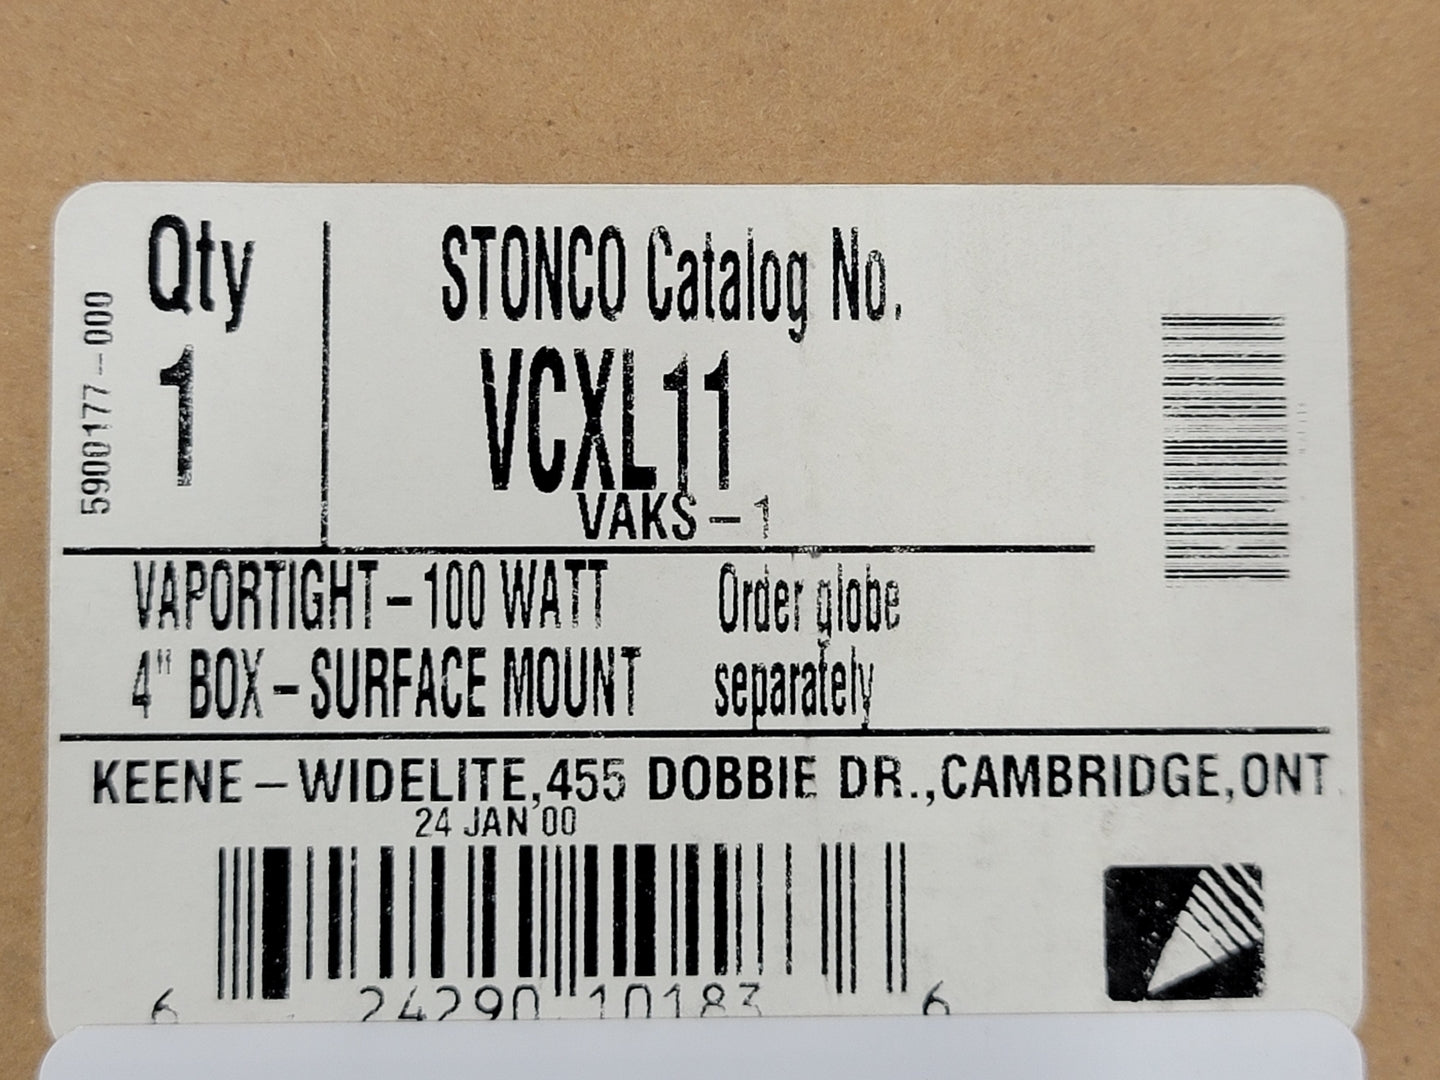 Qty
1
5900177-000
STONCO Catalog No.
VCXL11
VAKS-1
VAPORTIGHT-100 WATT
4" BOX-SURFACE MOUNT
Order globe
separately
KEENE-WIDELITE,455 DOBBIE DR.,CAMBRIDGE,ONT.
24 JAN'00
6 24290 10183 6